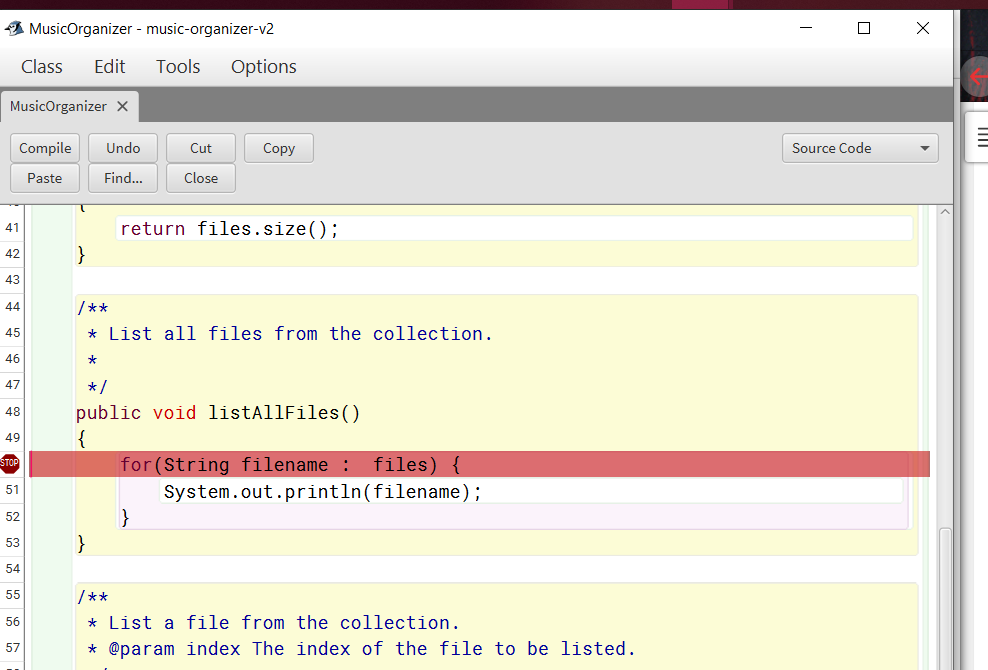 MusicOrganizer - music-organizer-v2
Class Edit Tools Options
MusicOrganizer
Compile Undo Cut Copy Source Code
Paste Find... Close
41 return files.size();
42 }
43
44 /**
45 * List all files from the collection.
46 *
47 */
48 public void listAllFiles()
49 {
STOP for(String filename :  files) {
51 System.out.println(filename);
52 }
53 }
54
55 /**
56 * List a file from the collection.
57 * @param index The index of the file to be listed.